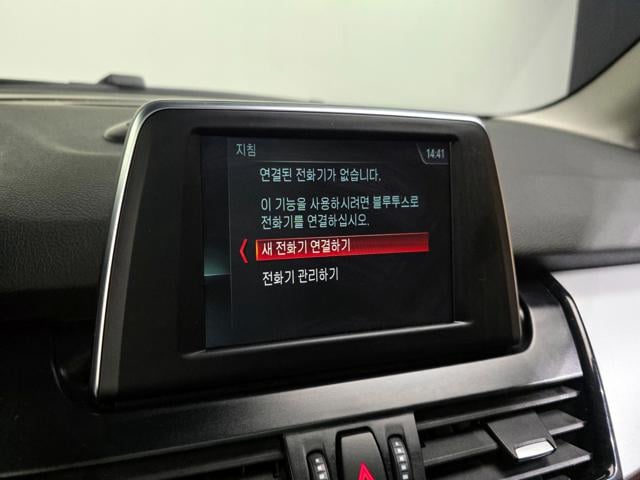 지침 14:41
연결된 전화기가 없습니다.
이 기능을 사용하시려면 블루투스로
전화기를 연결하십시오.
새 전화기 연결하기
전화기 관리하기